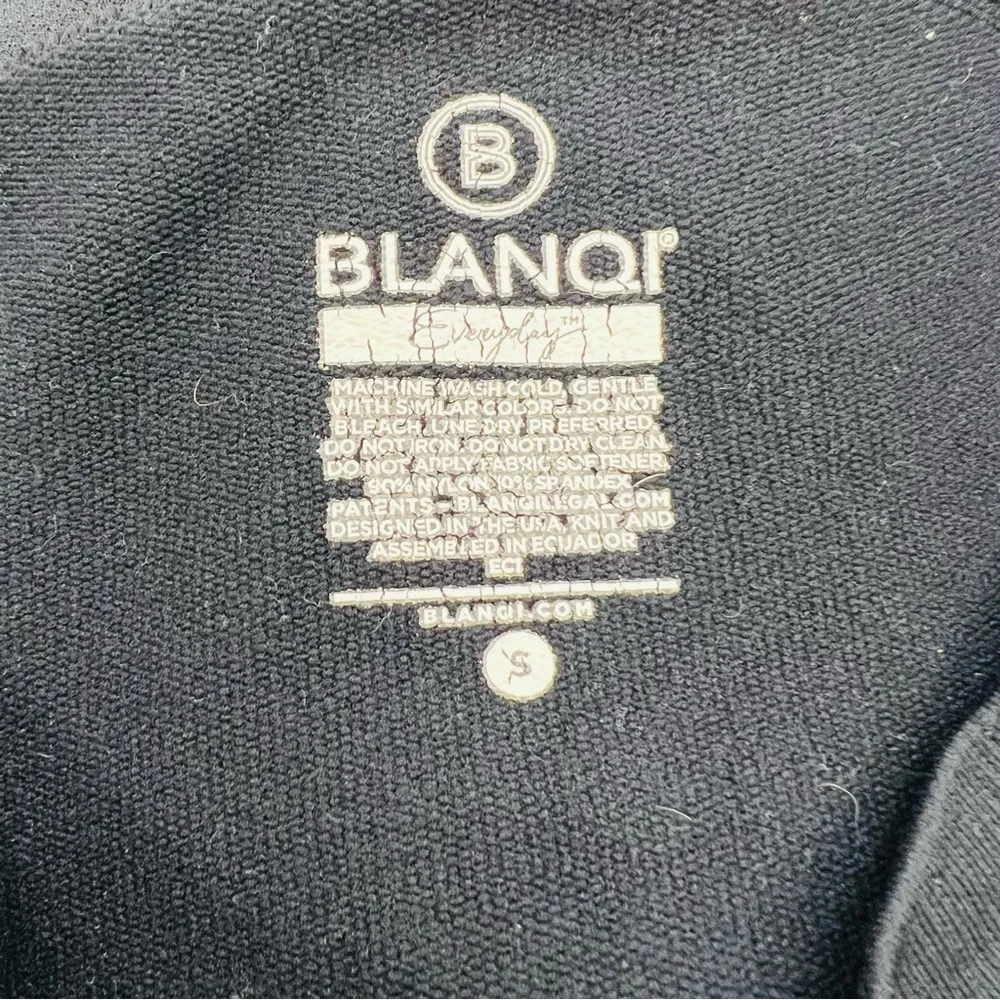 B
BLANQI®
Everyday™
MACHINE WASH COLD, GENTLE
WITH SIMILAR COLORS. DO NOT
BLEACH. LINE DRY PREFERRED.
DO NOT IRON. DO NOT DRY CLEAN.
DO NOT APPLY FABRIC SOFTENER.
90% NYLON 10% SPANDEX
PATENTS - BLANQILEGAL.COM
DESIGNED IN THE USA, KNIT AND
ASSEMBLED IN ECUADOR
EC1
BLANQI.COM
S